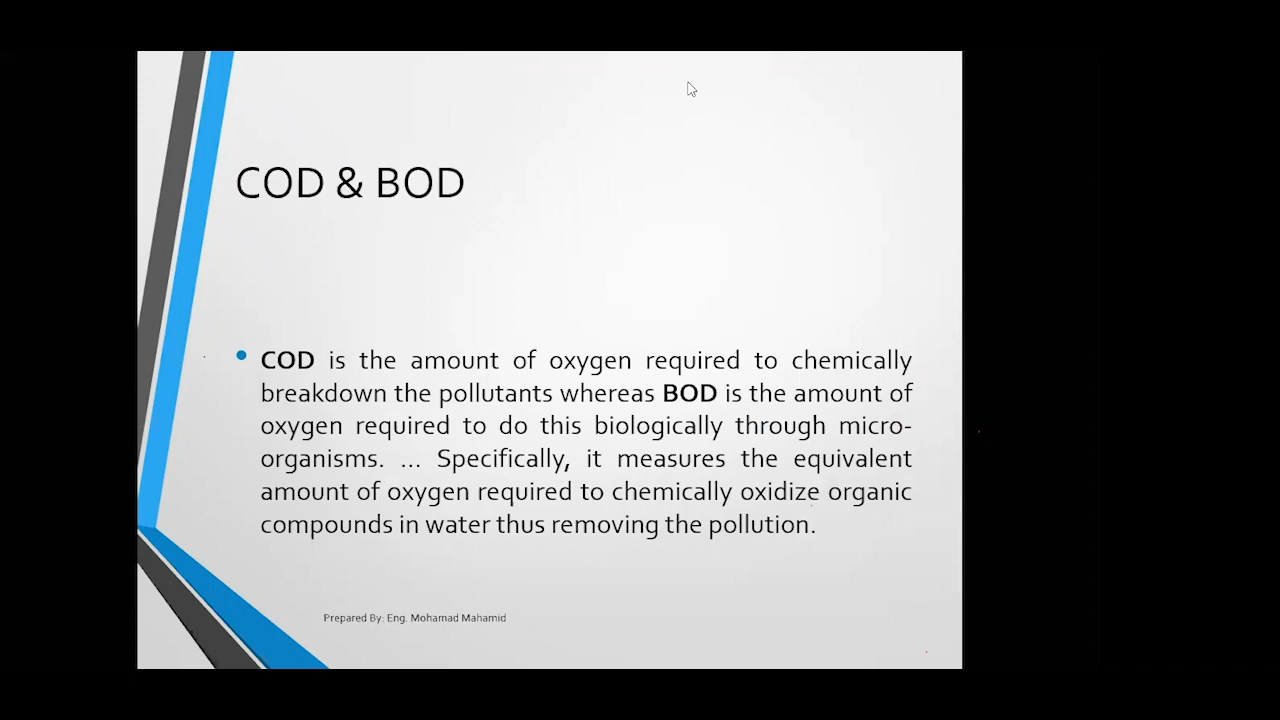 COD & BOD
• COD is the amount of oxygen required to chemically
breakdown the pollutants whereas BOD is the amount of
oxygen required to do this biologically through micro-
organisms. ... Specifically, it measures the equivalent
amount of oxygen required to chemically oxidize organic
compounds in water thus removing the pollution.
Prepared By: Eng. Mohamad Mahamid